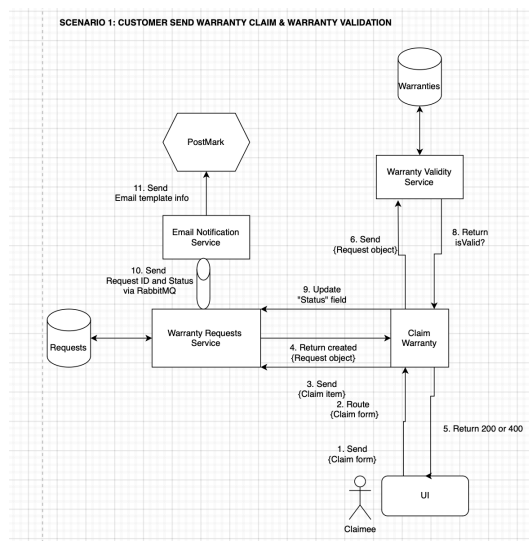 SCENARIO 1: CUSTOMER SEND WARRANTY CLAIM & WARRANTY VALIDATION
Warranties
PostMark
Warranty Validity
Service
11. Send
Email template info
Email Notification
Service
6. Send
{Request object}
8. Return
isValid?
10. Send
Request ID and Status
via RabbitMQ
9. Update
"Status" field
Requests
Warranty Requests
Service
4. Return created
{Request object}
Claim
Warranty
3. Send
{Claim item}
2. Route
{Claim form}
5. Return 200 or 400
1. Send
{Claim form}
UI
Claimee